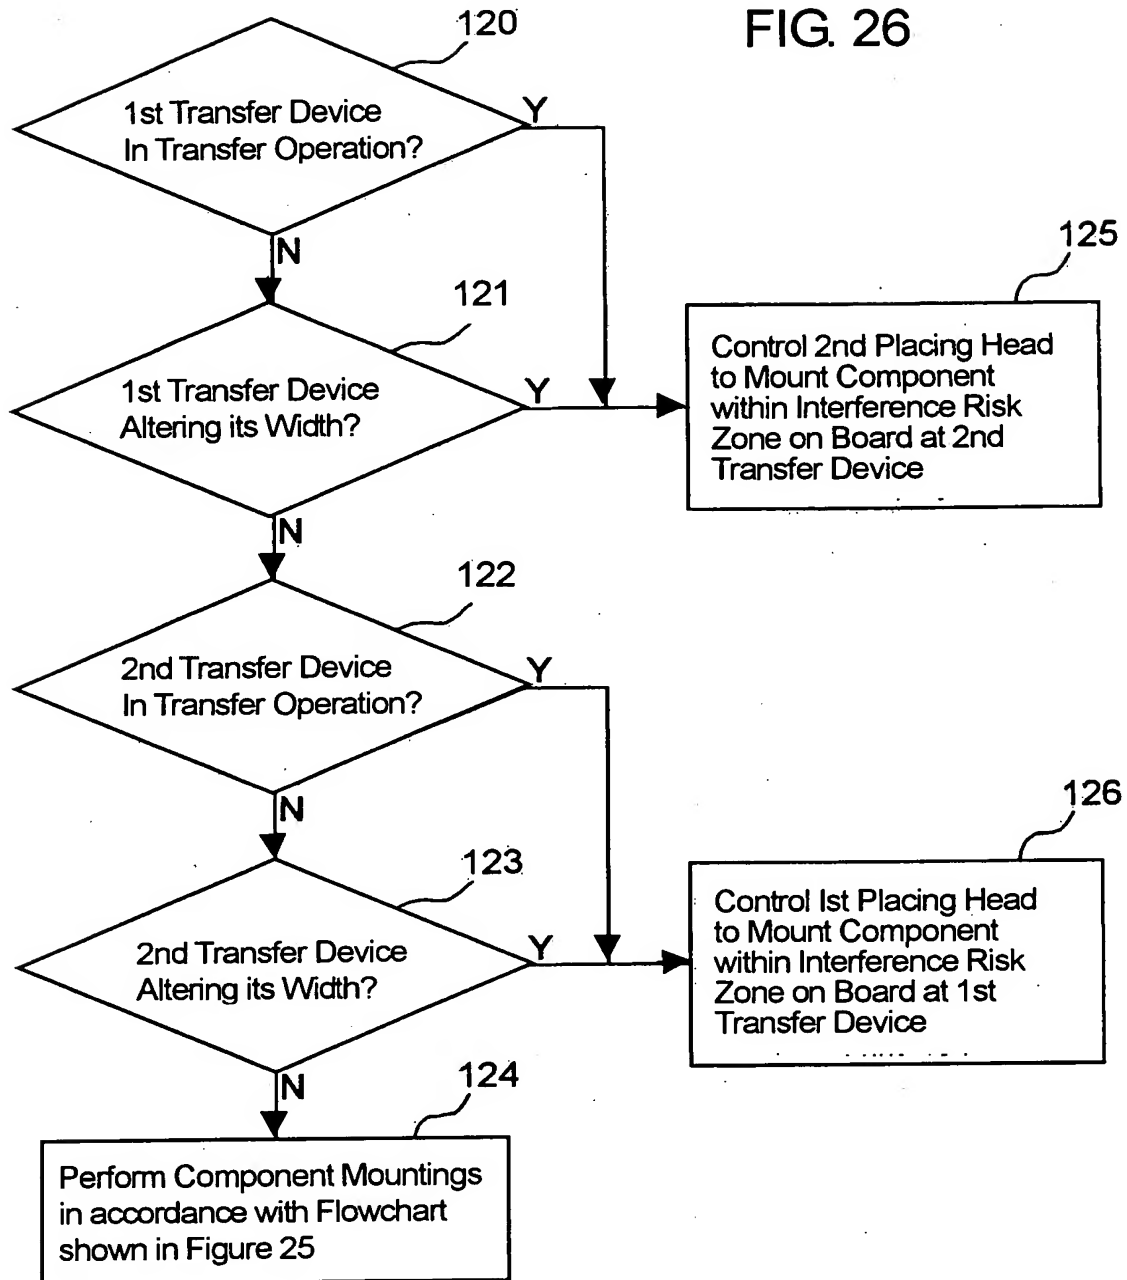 FIG. 26
120
1st Transfer Device
In Transfer Operation?
Y
N
121
1st Transfer Device
Altering its Width?
Y
N
125
Control 2nd Placing Head
to Mount Component
within Interference Risk
Zone on Board at 2nd
Transfer Device
122
2nd Transfer Device
In Transfer Operation?
Y
N
123
2nd Transfer Device
Altering its Width?
Y
N
126
Control Ist Placing Head
to Mount Component
within Interference Risk
Zone on Board at 1st
Transfer Device
124
Perform Component Mountings
in accordance with Flowchart
shown in Figure 25